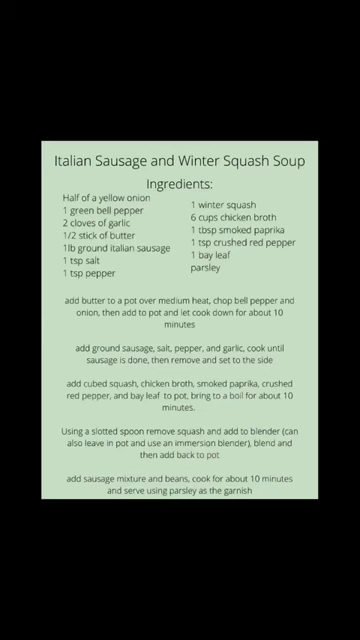 Italian Sausage and Winter Squash Soup
Ingredients:
Half of a yellow onion
1 green bell pepper
2 cloves of garlic
1/2 stick of butter
1lb ground italian sausage
1 tsp salt
1 tsp pepper
1 winter squash
6 cups chicken broth
1 tbsp smoked paprika
1 tsp crushed red pepper
1 bay leaf
parsley
add butter to a pot over medium heat, chop bell pepper and
onion, then add to pot and let cook down for about 10
minutes
add ground sausage, salt, pepper, and garlic, cook until
sausage is done, then remove and set to the side
add cubed squash, chicken broth, smoked paprika, crushed
red pepper, and bay leaf to pot, bring to a boil for about 10
minutes.
Using a slotted spoon remove squash and add to blender (can
also leave in pot and use an immersion blender), blend and
then add back to pot
add sausage mixture and beans, cook for about 10 minutes
and serve using parsley as the garnish